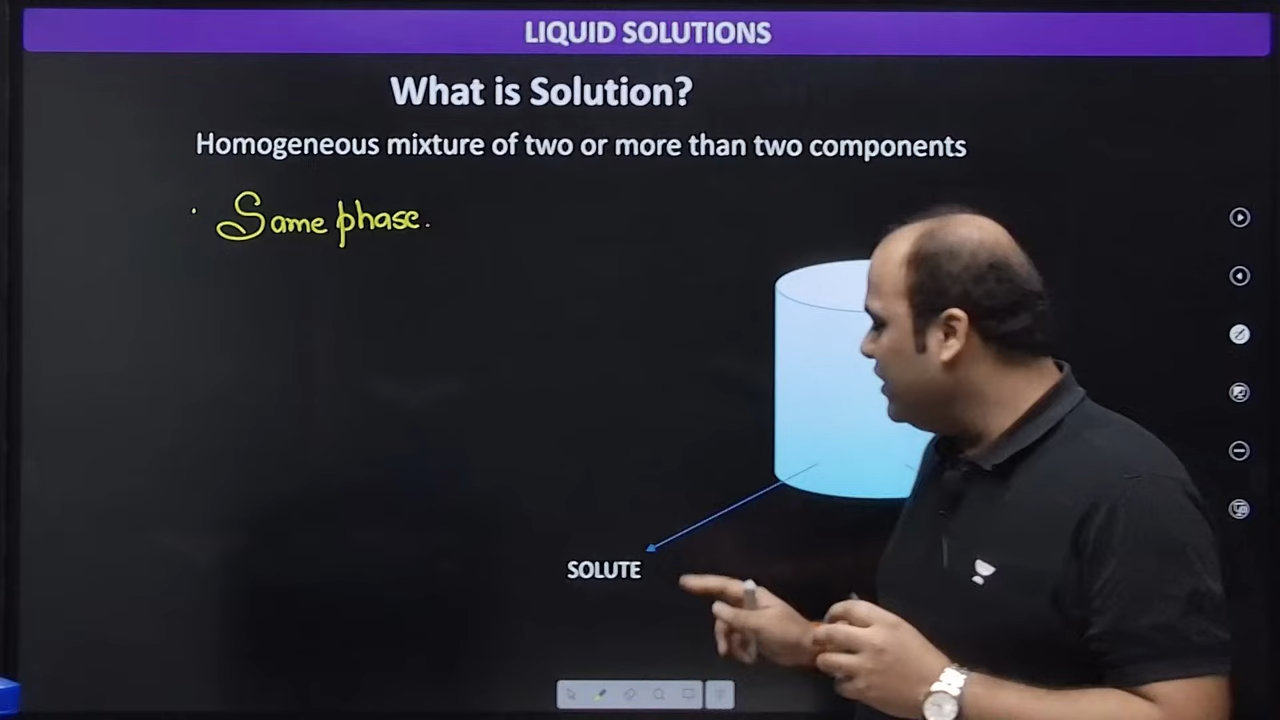 LIQUID SOLUTIONS
What is Solution?
Homogeneous mixture of two or more than two components
Same phase.
SOLUTE